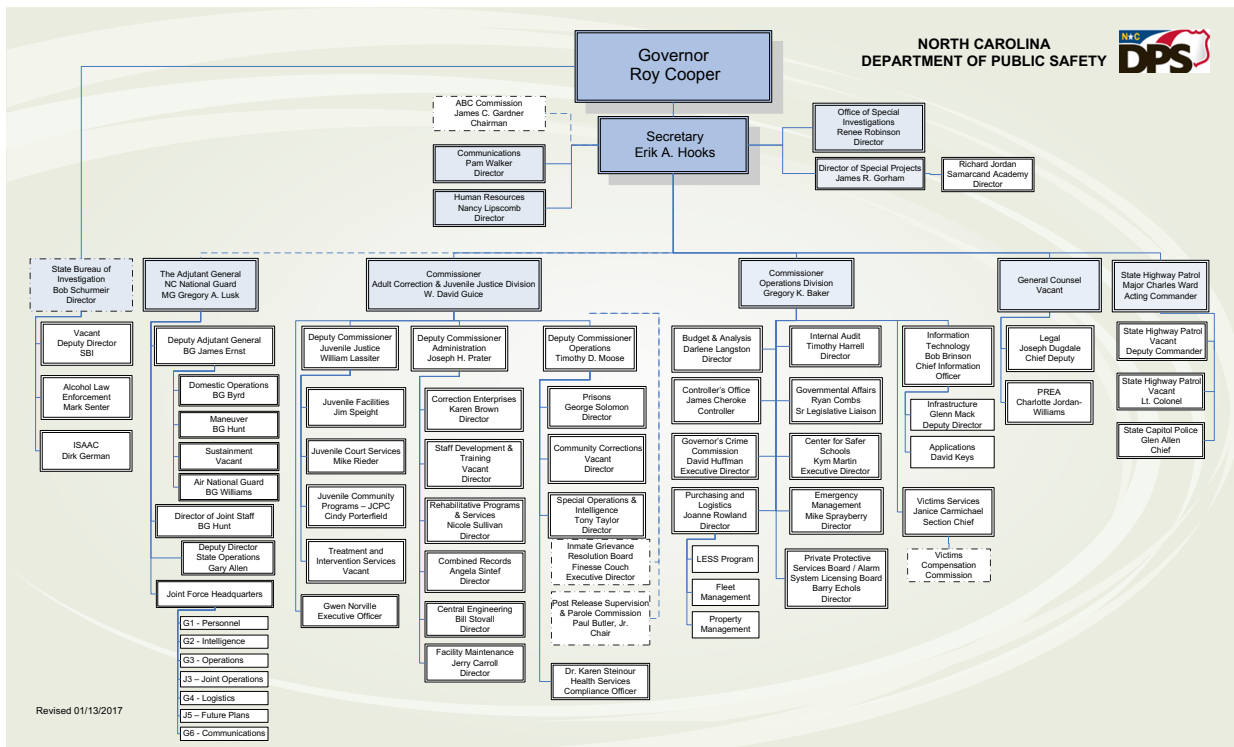 Governor
Roy Cooper
NORTH CAROLINA
DEPARTMENT OF PUBLIC SAFETY
N★C
DPS
ABC Commission
James C. Gardner
Chairman
Secretary
Erik A. Hooks
Office of Special
Investigations
Renee Robinson
Director
Communications
Pam Walker
Director
Director of Special Projects
James R. Gorham
Richard Jordan
Samarcand Academy
Director
Human Resources
Nancy Lipscomb
Director
State Bureau of
Investigation
Bob Schurmeir
Director
Vacant
Deputy Director
SBI
Alcohol Law
Enforcement
Mark Senter
ISAAC
Dirk German
The Adjutant General
NC National Guard
MG Gregory A. Lusk
Deputy Adjutant General
BG James Ernst
Domestic Operations
BG Byrd
Maneuver
BG Hunt
Sustainment
Vacant
Air National Guard
BG Williams
Director of Joint Staff
BG Hunt
Deputy Director
State Operations
Gary Allen
Joint Force Headquarters
G1 - Personnel
G2 - Intelligence
G3 - Operations
J3 – Joint Operations
G4 - Logistics
J5 – Future Plans
G6 - Communications
Commissioner
Adult Correction & Juvenile Justice Division
W. David Guice
Deputy Commissioner
Juvenile Justice
William Lassiter
Juvenile Facilities
Jim Speight
Juvenile Court Services
Mike Rieder
Juvenile Community
Programs – JCPC
Cindy Porterfield
Treatment and
Intervention Services
Vacant
Gwen Norville
Executive Officer
Deputy Commissioner
Administration
Joseph H. Prater
Correction Enterprises
Karen Brown
Director
Staff Development &
Training
Vacant
Director
Rehabilitative Programs
& Services
Nicole Sullivan
Director
Combined Records
Angela Sintef
Director
Central Engineering
Bill Stovall
Director
Facility Maintenance
Jerry Carroll
Director
Deputy Commissioner
Operations
Timothy D. Moose
Prisons
George Solomon
Director
Community Corrections
Vacant
Director
Special Operations &
Intelligence
Tony Taylor
Director
Inmate Grievance
Resolution Board
Finesse Couch
Executive Director
Post Release Supervision
& Parole Commission
Paul Butler, Jr.
Chair
Dr. Karen Steinour
Health Services
Compliance Officer
Commissioner
Operations Division
Gregory K. Baker
Budget & Analysis
Darlene Langston
Director
Controller's Office
James Cheroke
Controller
Governor's Crime
Commission
David Huffman
Executive Director
Purchasing and
Logistics
Joanne Rowland
Director
LESS Program
Fleet
Management
Property
Management
Internal Audit
Timothy Harrell
Director
Governmental Affairs
Ryan Combs
Sr Legislative Liaison
Center for Safer
Schools
Kym Martin
Executive Director
Emergency
Management
Mike Sprayberry
Director
Private Protective
Services Board / Alarm
System Licensing Board
Barry Echols
Director
Information
Technology
Bob Brinson
Chief Information
Officer
Infrastructure
Glenn Mack
Deputy Director
Applications
David Keys
Victims Services
Janice Carmichael
Section Chief
Victims
Compensation
Commission
General Counsel
Vacant
Legal
Joseph Dugdale
Chief Deputy
PREA
Charlotte Jordan-
Williams
State Highway Patrol
Major Charles Ward
Acting Commander
State Highway Patrol
Vacant
Deputy Commander
State Highway Patrol
Vacant
Lt. Colonel
State Capitol Police
Glen Allen
Chief
Revised 01/13/2017